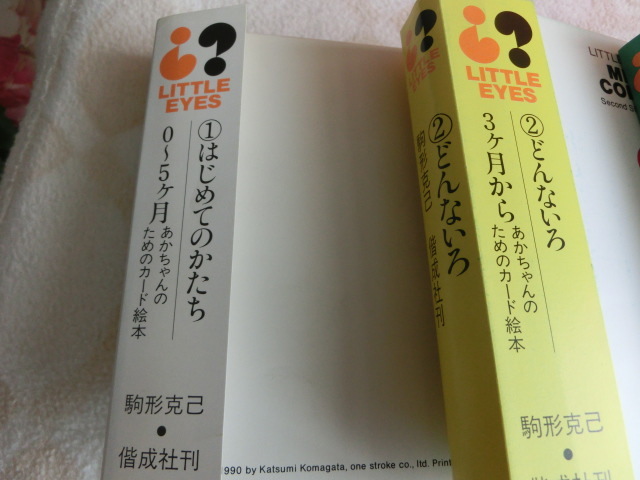 LITTLE
EYES
①はじめてのかたち
0～5ヶ月
あかちゃんの
ためのカード絵本
駒形克己
●
偕成社刊
990 by Katsumi Komagata, one stroke co., ltd. Print
②どんないろ
駒形克己
偕成社刊
LITTLE
EYES
②どんないろ
3ヶ月から
あかちゃんの
ためのカード絵本
駒形克己
●
LITTL
M
CO
Second